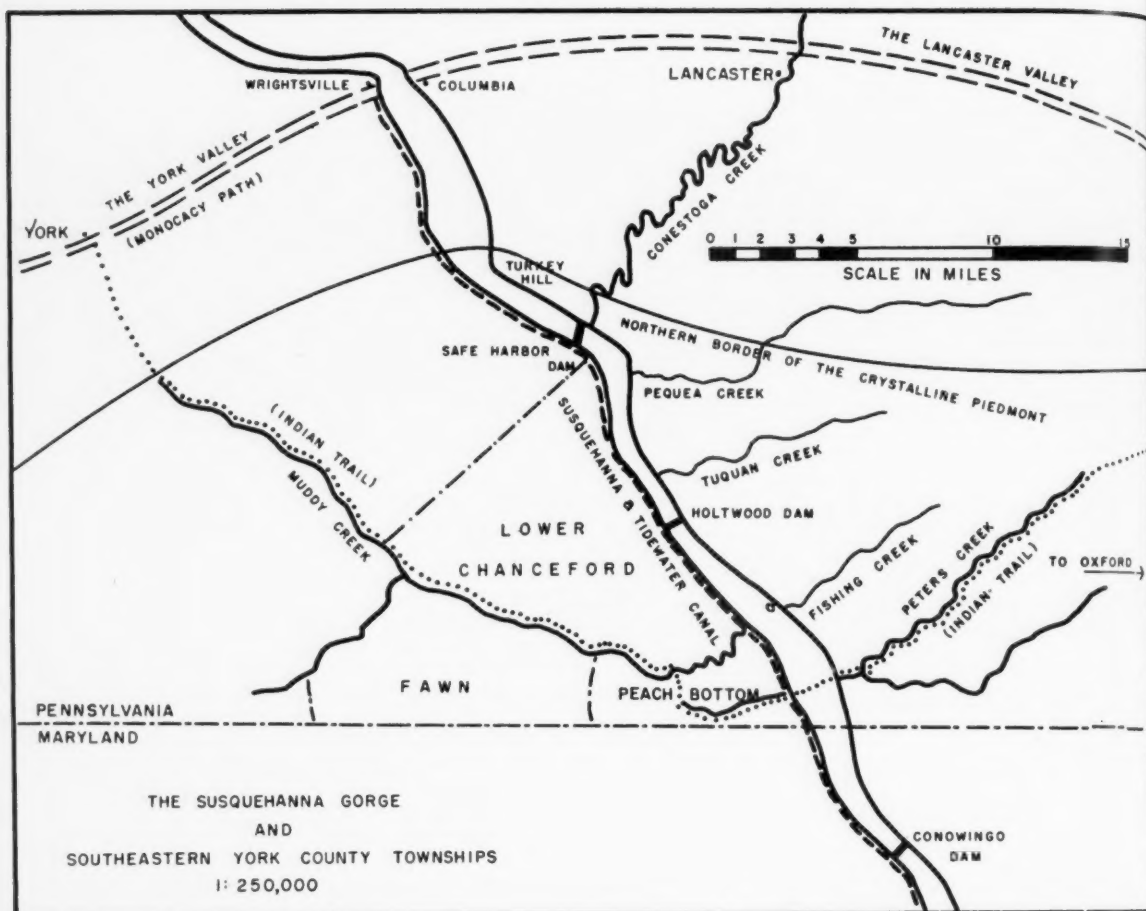 THE LANCASTER VALLEY
LANCASTER
WRIGHTSVILLE
COLUMBIA
THE YORK VALLEY
(MONOCACY PATH)
YORK
CONESTOGA CREEK
0 1 2 3 4 5 10 15
SCALE IN MILES
TURKEY
HILL
NORTHERN BORDER OF THE CRYSTALLINE PIEDMONT
SAFE HARBOR
DAM
PEQUEA CREEK
(INDIAN TRAIL)
MUDDY CREEK
SUSQUEHANNA & TIDEWATER CANAL
TUQUAN CREEK
HOLTWOOD DAM
LOWER
CHANCEFORD
FISHING CREEK
PETERS CREEK
(INDIAN TRAIL)
TO OXFORD
FAWN
PEACH BOTTOM
PENNSYLVANIA
MARYLAND
THE SUSQUEHANNA GORGE
AND
SOUTHEASTERN YORK COUNTY TOWNSHIPS
1: 250,000
CONOWINGO
DAM